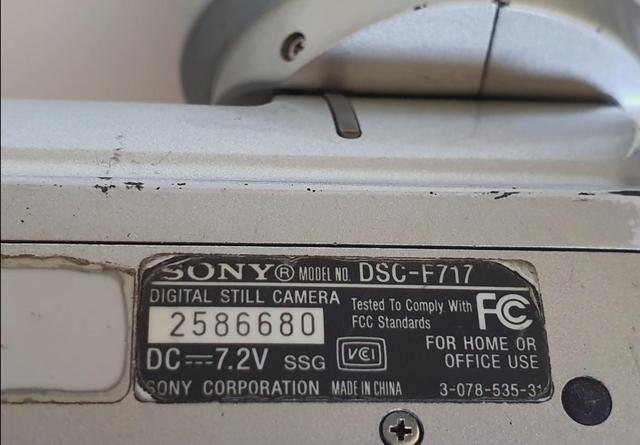 SONY® MODEL NO. DSC-F717
DIGITAL STILL CAMERA
2586680
Tested To Comply With
FCC Standards
FC
FOR HOME OR
OFFICE USE
DC⎓7.2V SSG VCI
SONY CORPORATION MADE IN CHINA 3-078-535-3